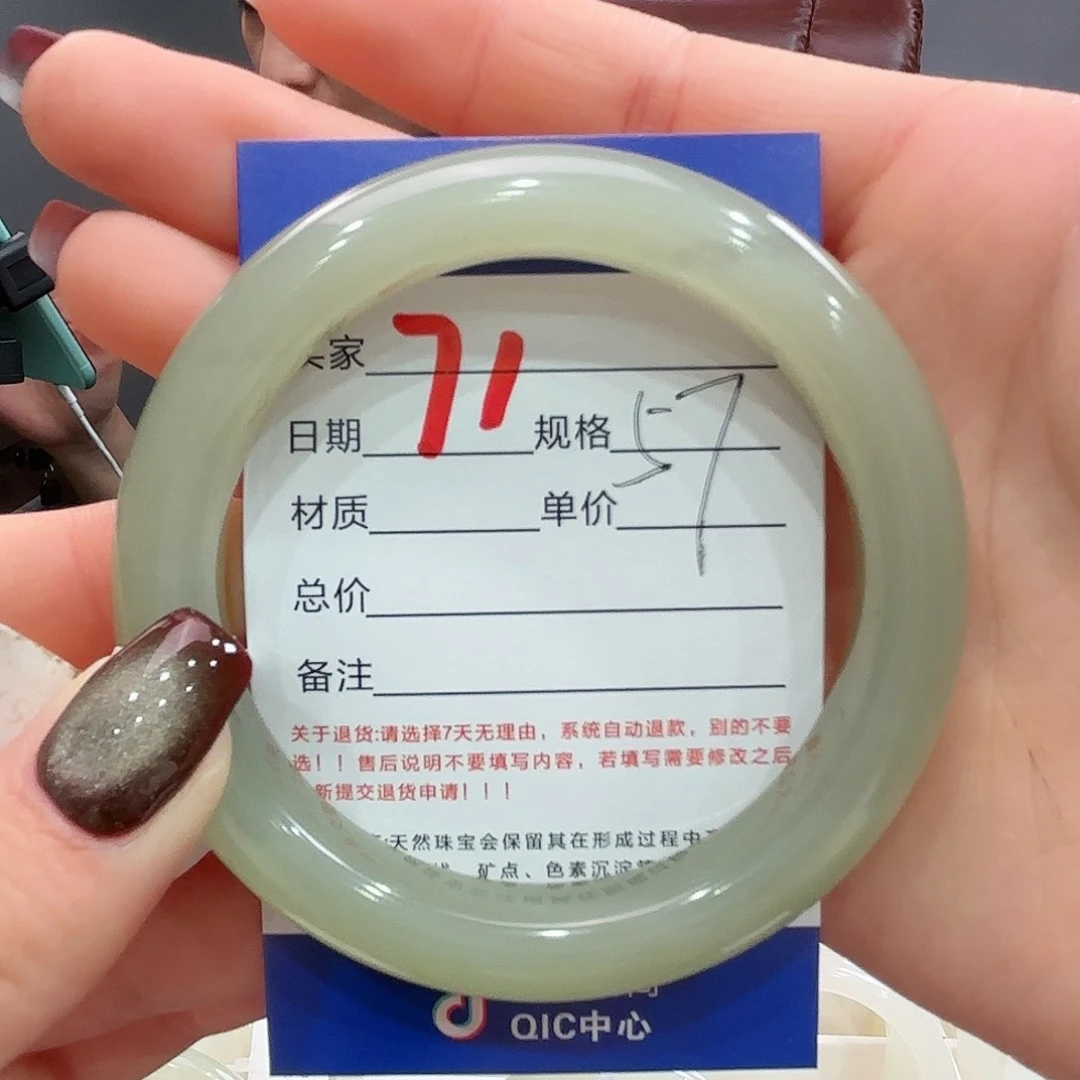 家 71
日期 规格 57
材质 单价
总价
备注
关于退货:请选择7天无理由，系统自动退款，别的不要
选！！售后说明不要填写内容，若填写需要修改之后
新提交退货申请！！！
天然珠宝会保留其在形成过程中
矿点、色素沉淀
QIC中心